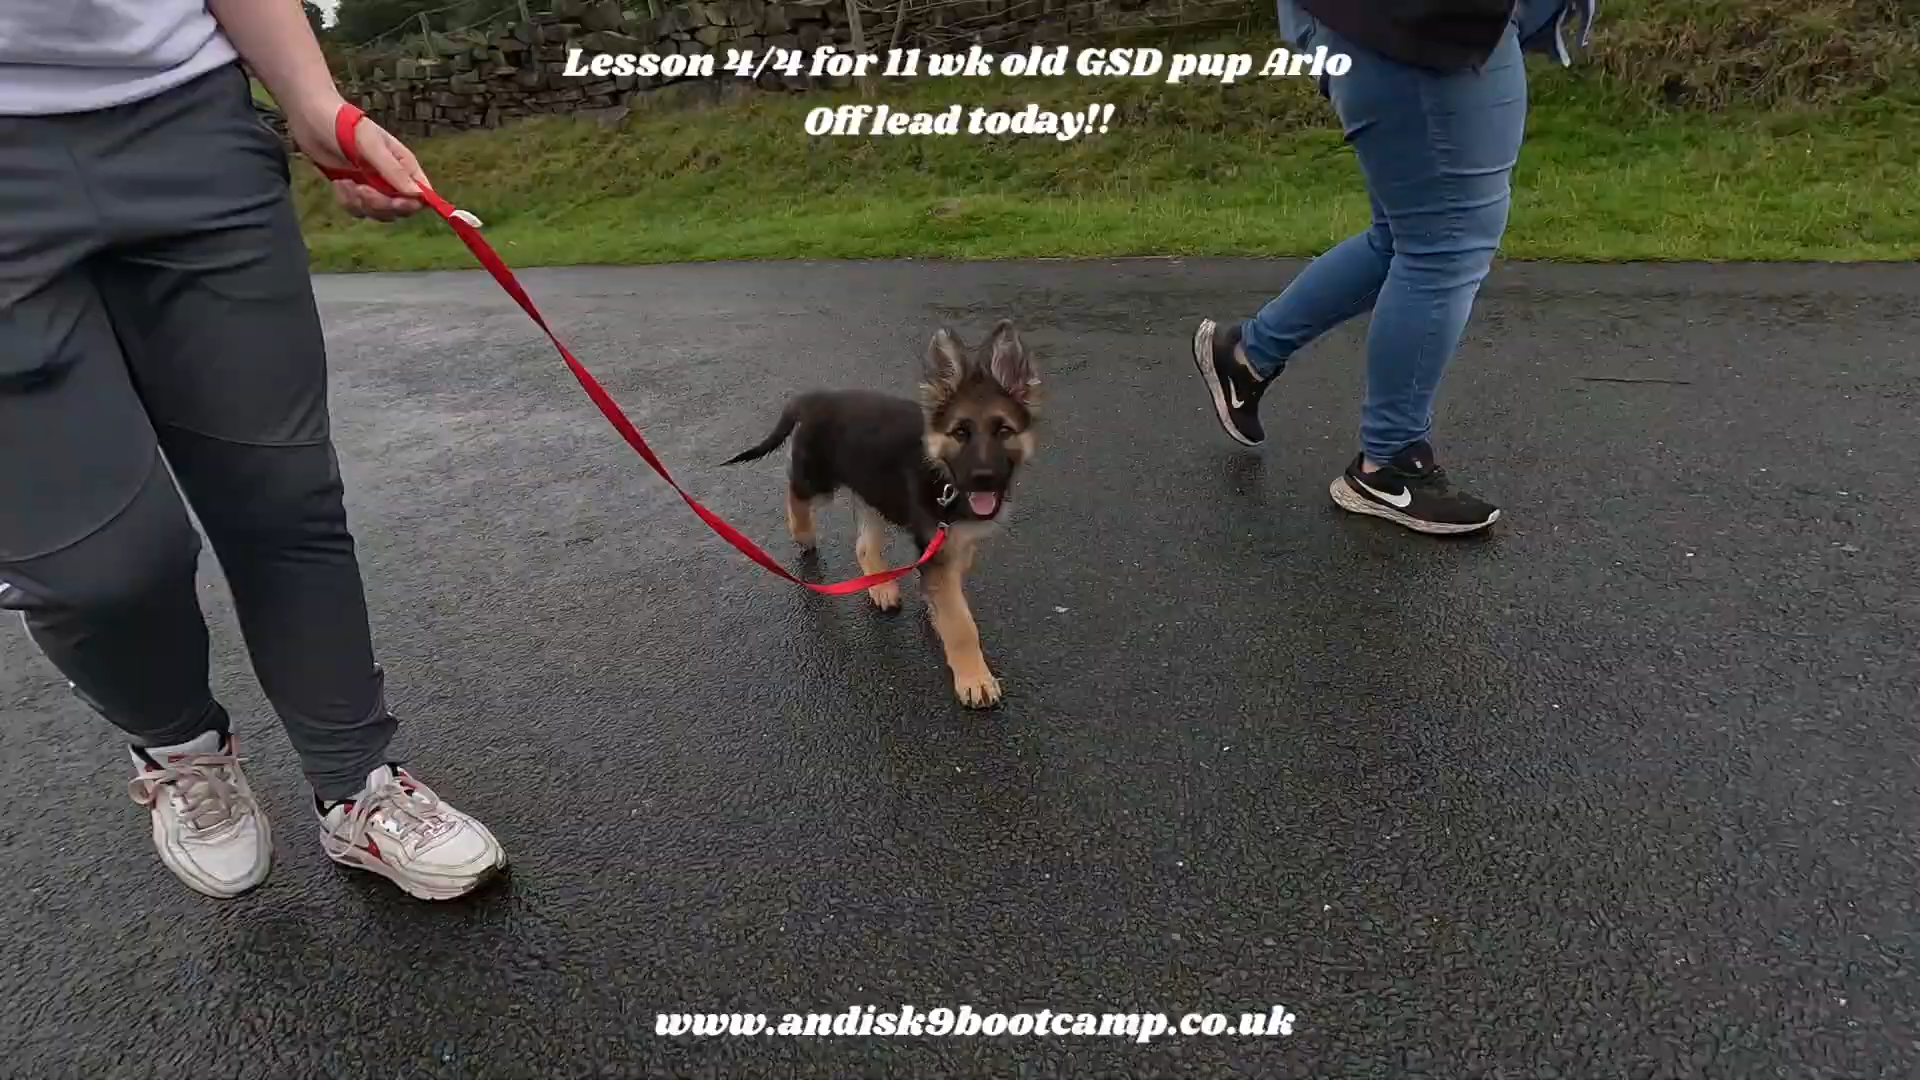 Lesson 4/4 for 11 wk old GSD pup Arlo
Off lead today!!
www.andisk9bootcamp.co.uk